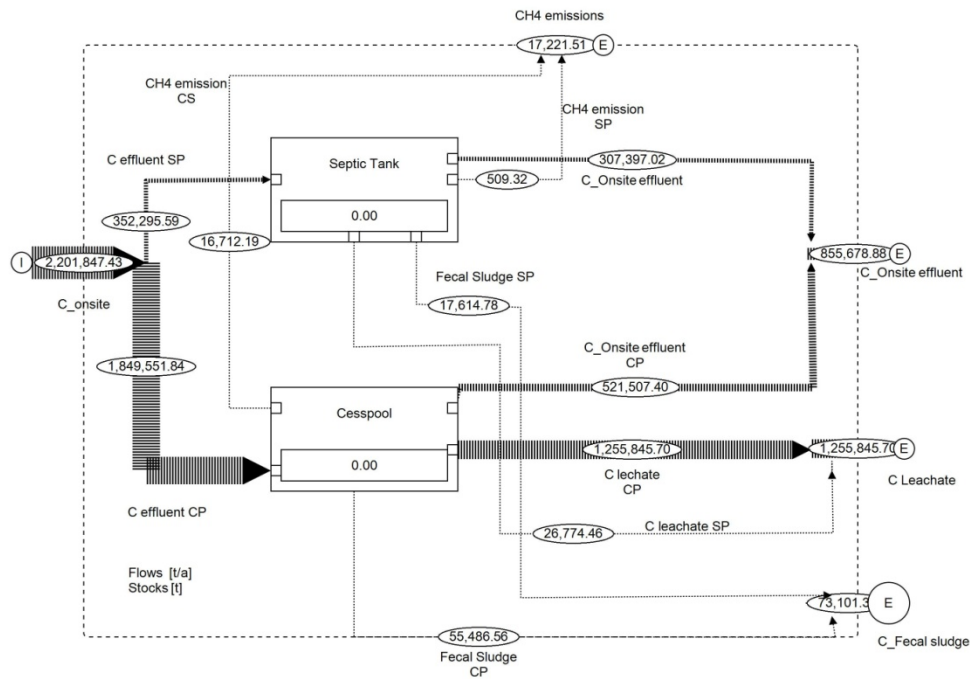 CH4 emissions
17,221.51 E
CH4 emission
CS
CH4 emission
SP
C effluent SP
Septic Tank
307,397.02
C_Onsite effluent
509.32
352,295.59
0.00
16,712.19
I 2,201,847.43
C_onsite
855,678.88 E
C_Onsite effluent
Fecal Sludge SP
17,614.78
C_Onsite effluent
CP
1,849,551.84
521,507.40
Cesspool
1,255,845.70
1,255,845.70 E
0.00
C lechate
CP
C Leachate
C effluent CP
26,774.46
C leachate SP
Flows [t/a]
Stocks [t]
73,101.3 E
C_Fecal sludge
55,486.56
Fecal Sludge
CP